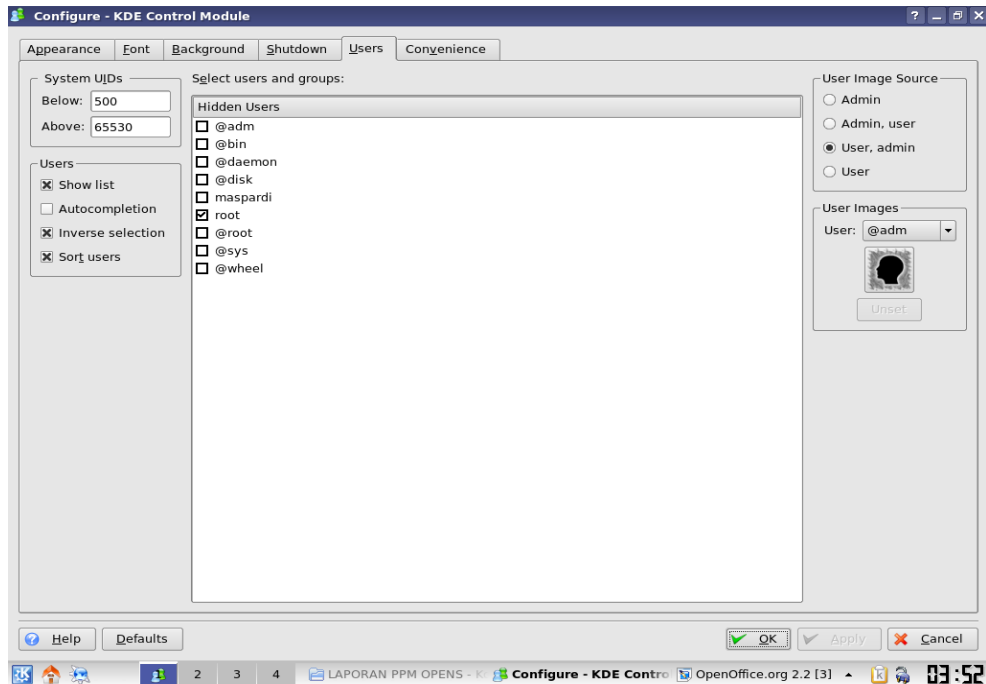 Configure - KDE Control Module
Appearance Font Background Shutdown Users Convenience
System UIDs
Below: 500
Above: 65530
Users
Show list
Autocompletion
Inverse selection
Sort users
Select users and groups:
Hidden Users
@adm
@bin
@daemon
@disk
maspardi
root
@root
@sys
@wheel
User Image Source
Admin
Admin, user
User, admin
User
User Images
User: @adm
Unset
Help Defaults OK Apply Cancel
2 3 4 LAPORAN PPM OPENS - K Configure - KDE Contro OpenOffice.org 2.2 [3] 03:52